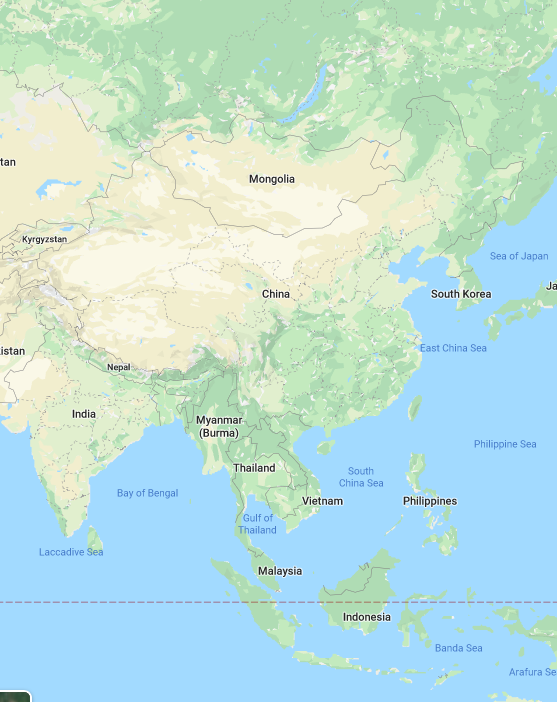 Mongolia
tan
Kyrgyzstan
Sea of Japan
China
South Korea
Ja
East China Sea
istan
Nepal
India
Myanmar
(Burma)
Philippine Sea
Thailand
South
China Sea
Bay of Bengal
Vietnam
Philippines
Gulf of
Thailand
Laccadive Sea
Malaysia
Indonesia
Banda Sea
Arafura Se